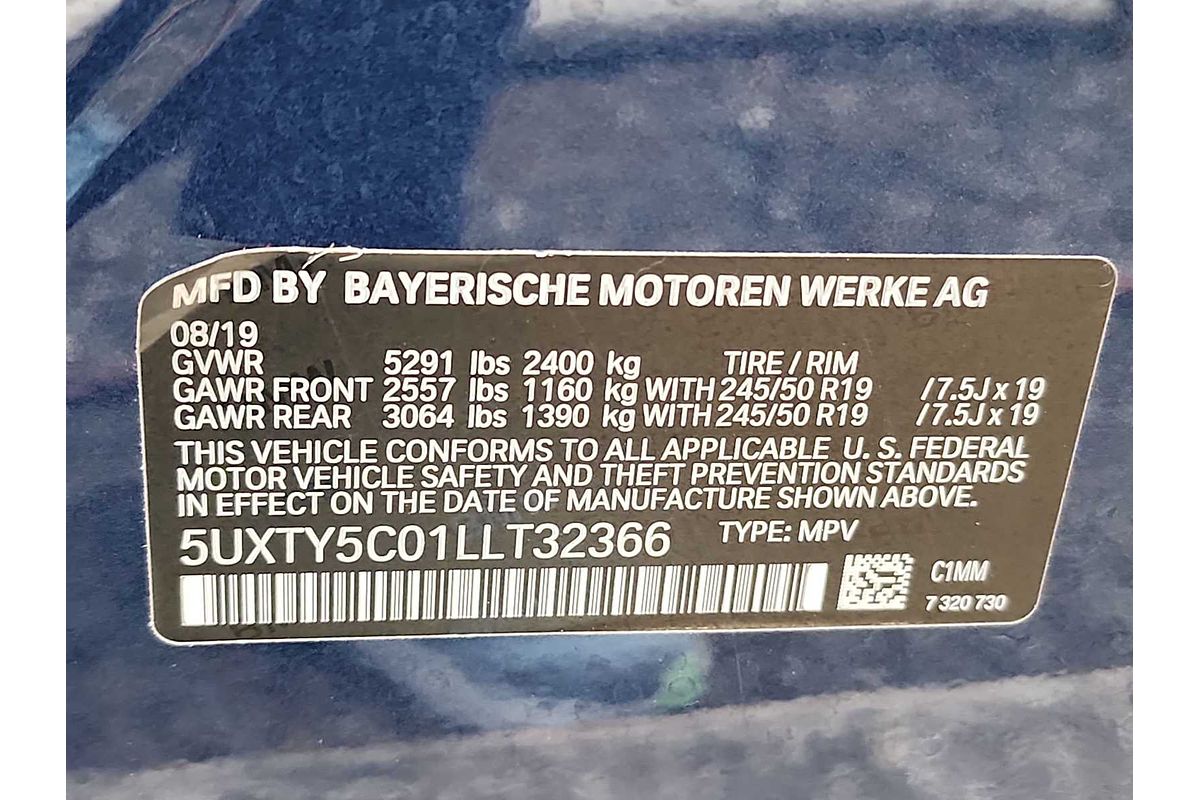 MFD BY BAYERISCHE MOTOREN WERKE AG
08/19
GVWR 5291 lbs 2400 kg TIRE / RIM
GAWR FRONT 2557 lbs 1160 kg WITH 245/50 R19 / 7.5J x 19
GAWR REAR 3064 lbs 1390 kg WITH 245/50 R19 / 7.5J x 19
THIS VEHICLE CONFORMS TO ALL APPLICABLE U. S. FEDERAL
MOTOR VEHICLE SAFETY AND THEFT PREVENTION STANDARDS
IN EFFECT ON THE DATE OF MANUFACTURE SHOWN ABOVE.
5UXTY5C01LLT32366 TYPE: MPV
C1MM
7 320 730